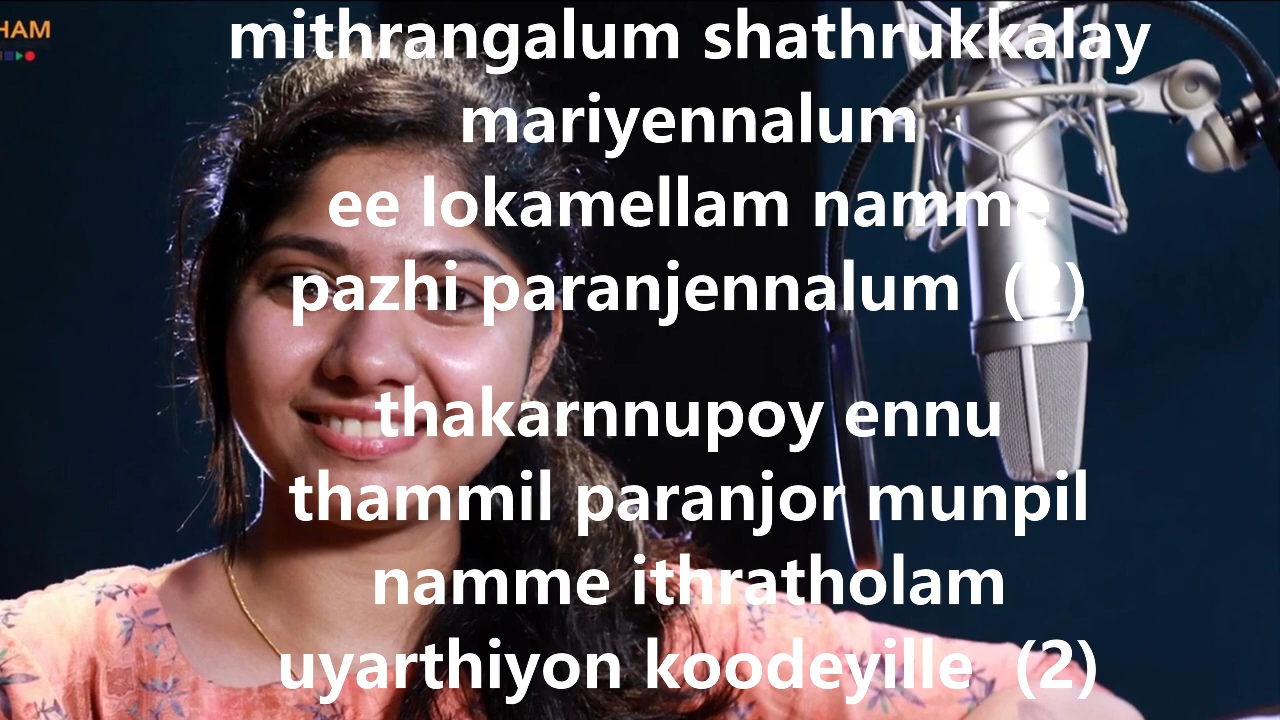 HAM
mithrangalum shathrukkalay
mariyennalum
ee lokamellam namme
pazhi paranjennalum (2)
thakarnnupoy ennu
thammil paranjor munpil
namme ithratholam
uyarthiyon koodeyille (2)